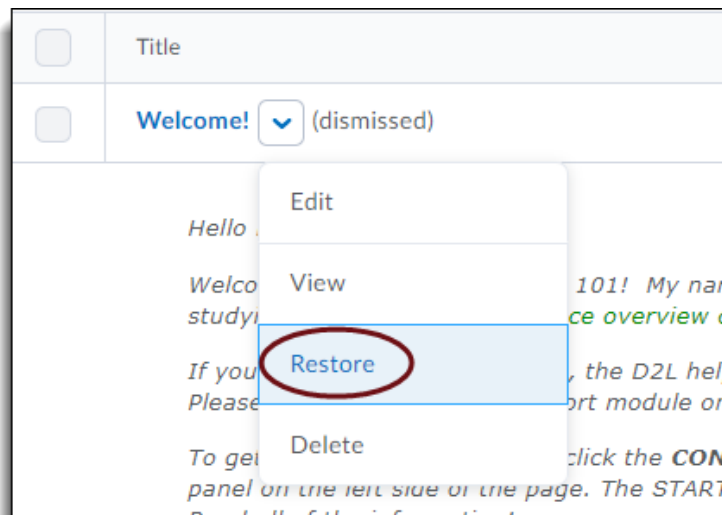 Title
Welcome! (dismissed)
Edit
Hello
View
Welco 101! My nar
study ce overview
Restore
If you , the D2L hel
Please ort module or
Delete
To get click the CON
panel on the left side of the page. The START